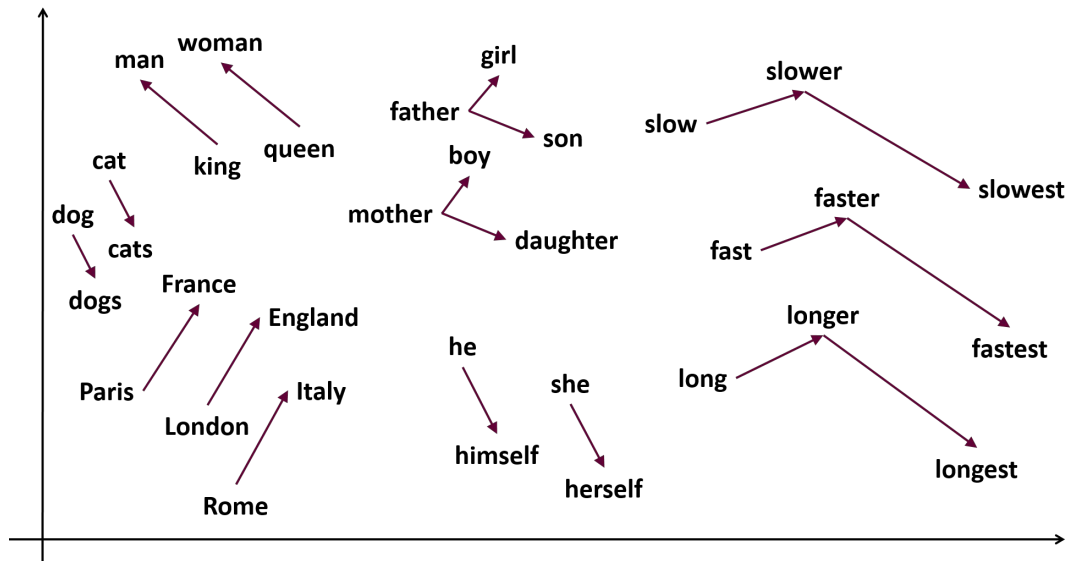 woman
man
king
queen
cat
dog
cats
dogs
France
England
Paris
London
Italy
Rome
girl
father
son
boy
mother
daughter
he
she
himself
herself
slower
slow
slowest
faster
fast
fastest
longer
long
longest